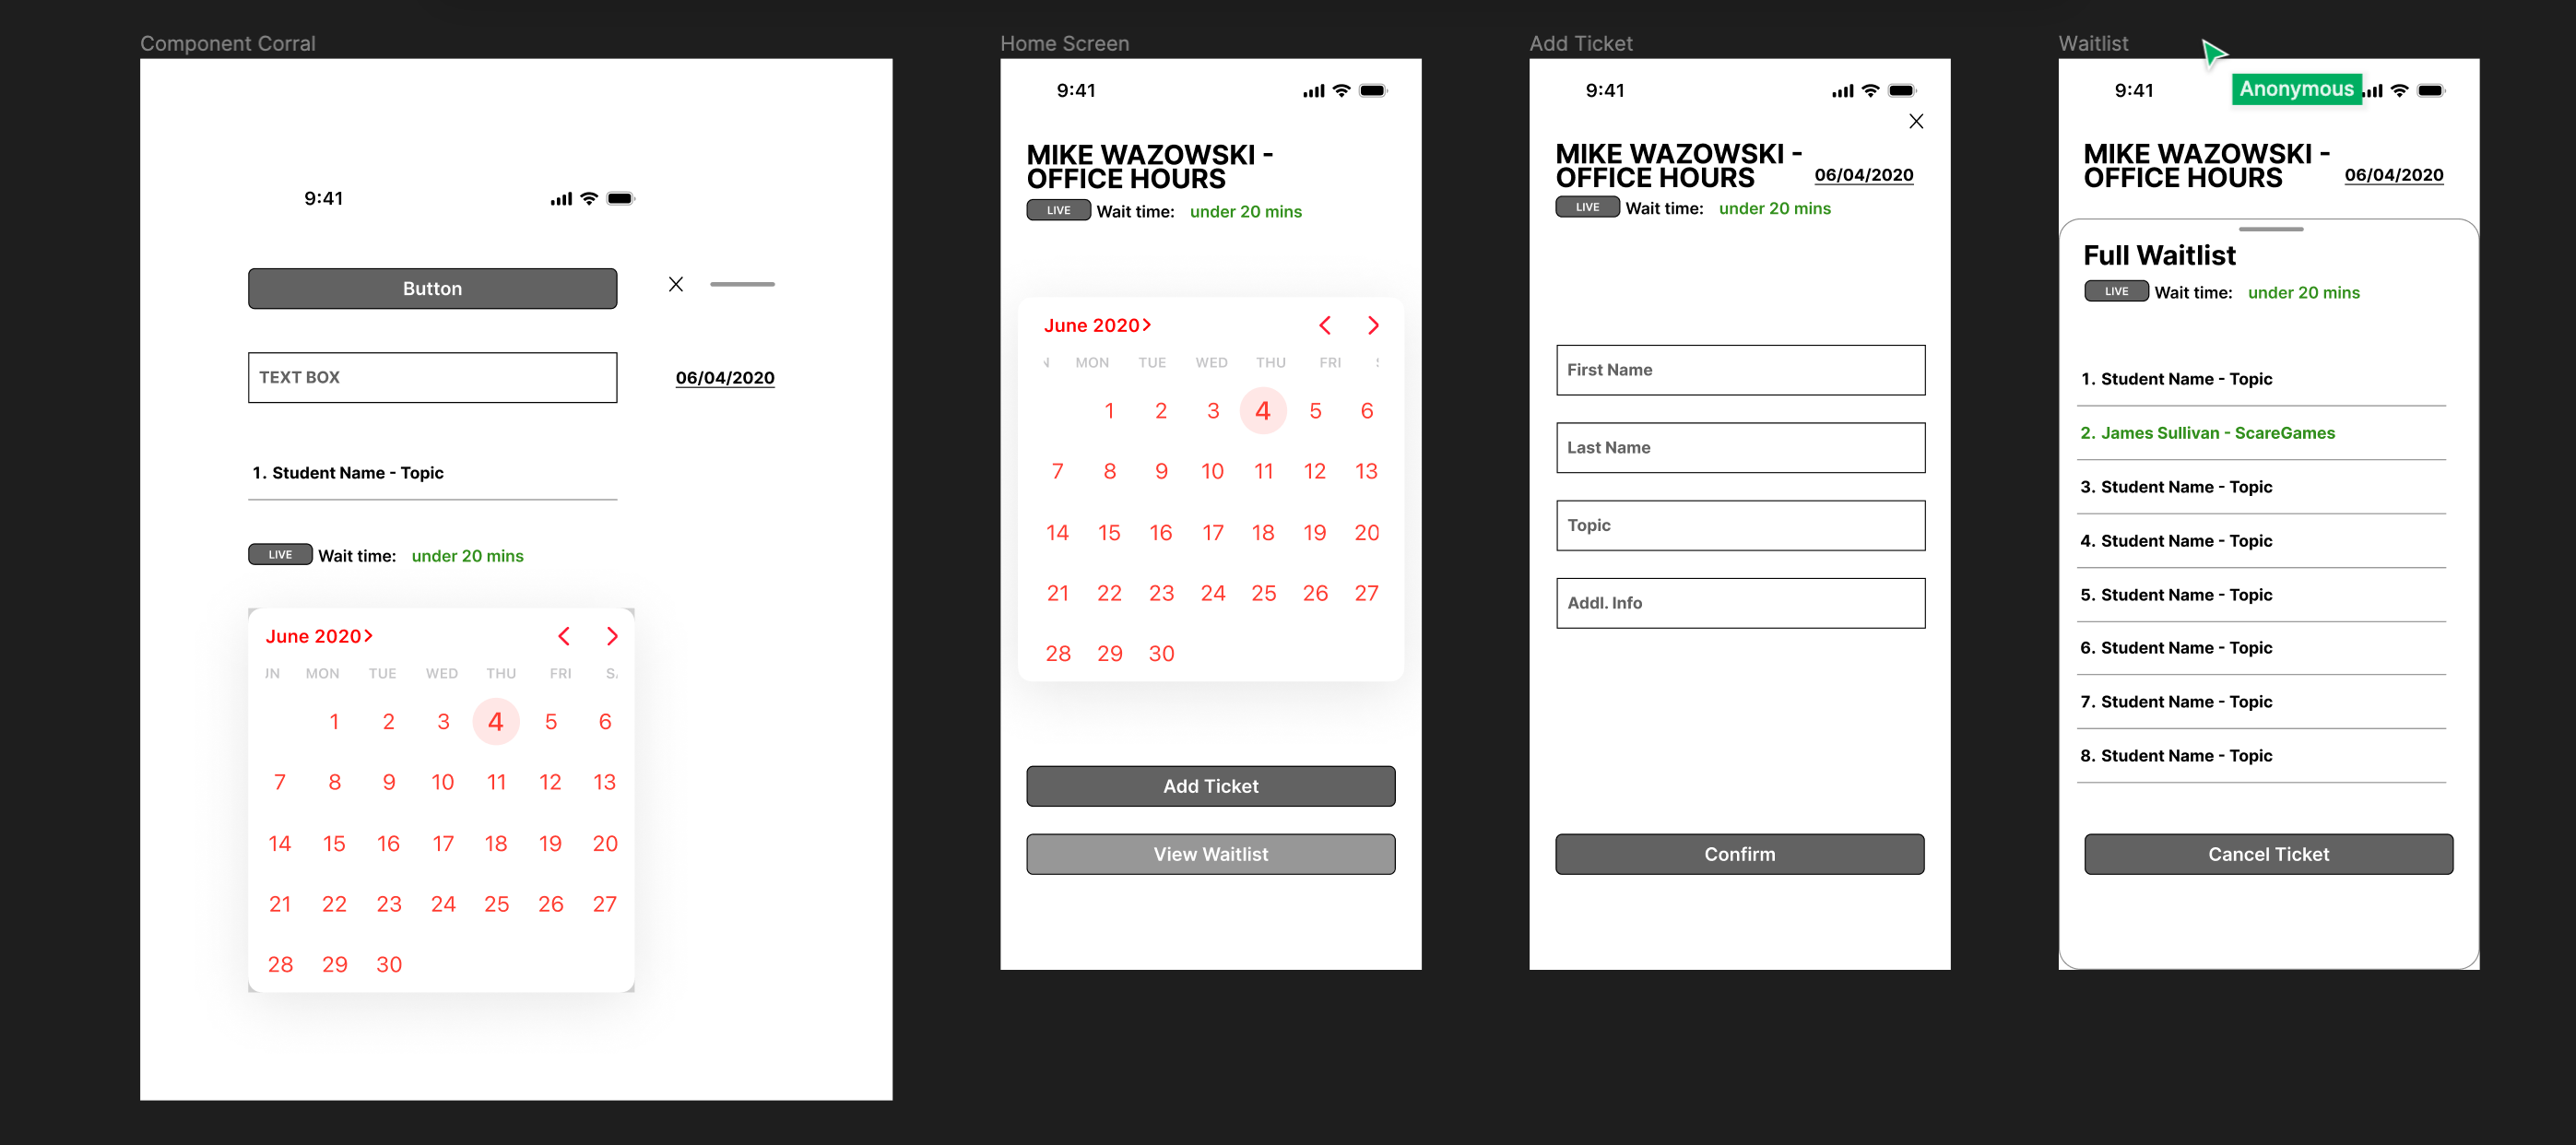 Component Corral
9:41
Button
TEXT BOX
06/04/2020
1. Student Name - Topic
LIVE Wait time: under 20 mins
June 2020
UN MON TUE WED THU FRI SA
1 2 3 4 5 6
7 8 9 10 11 12 13
14 15 16 17 18 19 20
21 22 23 24 25 26 27
28 29 30
Home Screen
9:41
MIKE WAZOWSKI -
OFFICE HOURS
LIVE Wait time: under 20 mins
June 2020
MON TUE WED THU FRI
1 2 3 4 5 6
7 8 9 10 11 12 13
14 15 16 17 18 19 20
21 22 23 24 25 26 27
28 29 30
Add Ticket
View Waitlist
Add Ticket
9:41
MIKE WAZOWSKI -
OFFICE HOURS 06/04/2020
LIVE Wait time: under 20 mins
First Name
Last Name
Topic
Addl. Info
Confirm
Waitlist
Anonymous
9:41
MIKE WAZOWSKI -
OFFICE HOURS 06/04/2020
Full Waitlist
LIVE Wait time: under 20 mins
1. Student Name - Topic
2. James Sullivan - ScareGames
3. Student Name - Topic
4. Student Name - Topic
5. Student Name - Topic
6. Student Name - Topic
7. Student Name - Topic
8. Student Name - Topic
Cancel Ticket